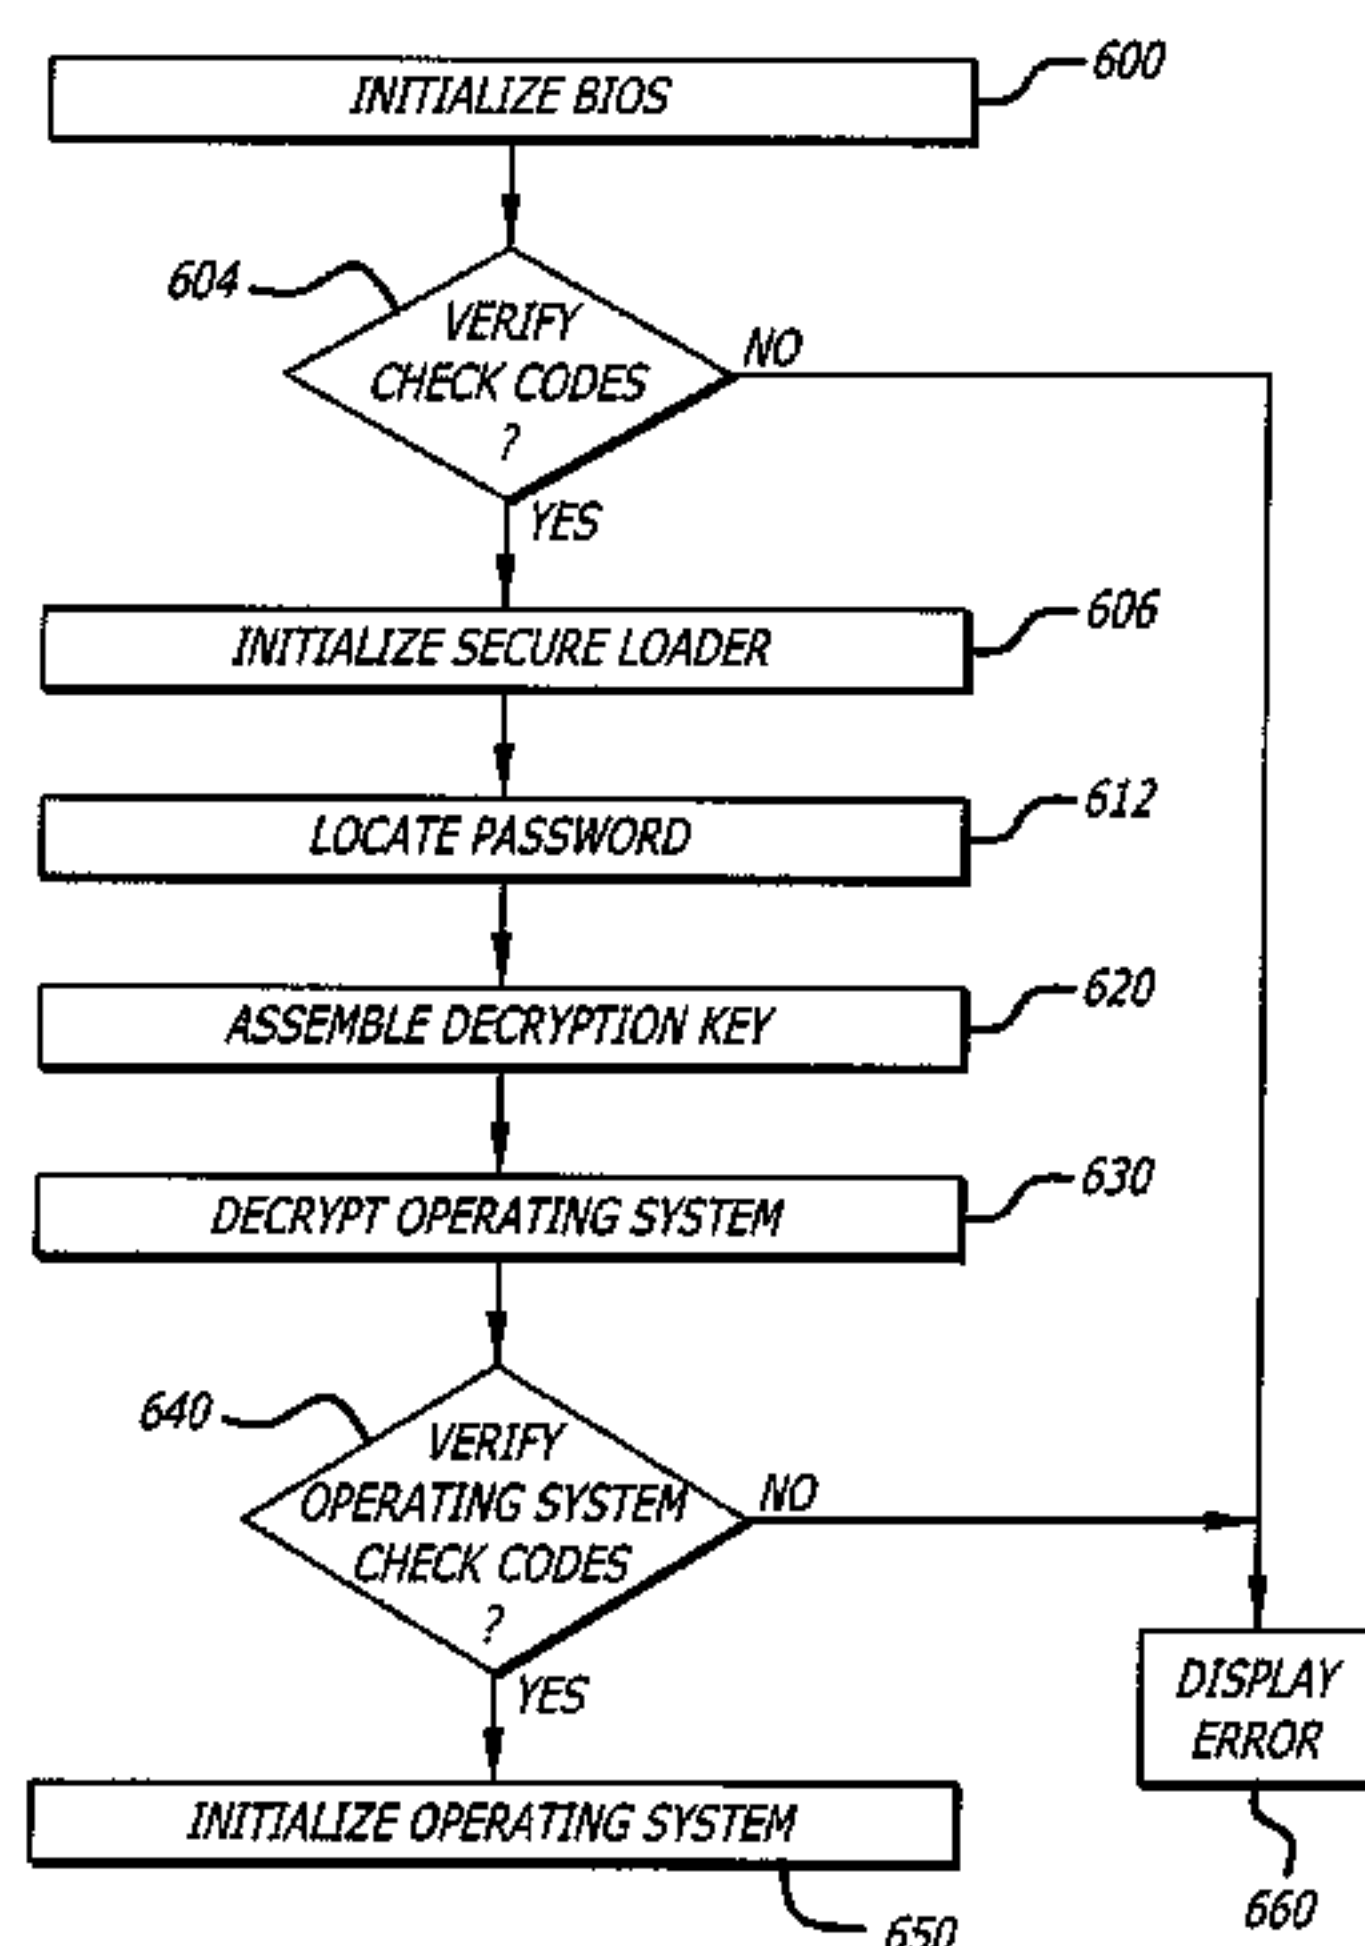 INITIALIZE BIOS
600
604
VERIFY
CHECK CODES
?
NO
YES
INITIALIZE SECURE LOADER
606
LOCATE PASSWORD
612
ASSEMBLE DECRYPTION KEY
620
DECRYPT OPERATING SYSTEM
630
640
VERIFY
OPERATING SYSTEM
CHECK CODES
?
NO
YES
DISPLAY
ERROR
INITIALIZE OPERATING SYSTEM
660
650